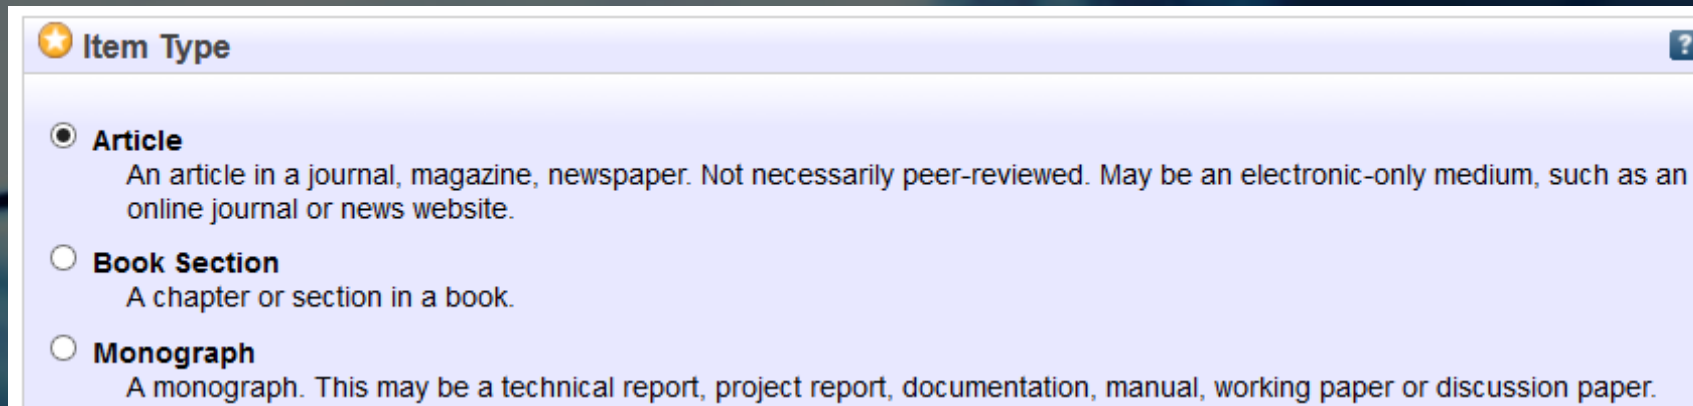 Item Type
?
Article
An article in a journal, magazine, newspaper. Not necessarily peer-reviewed. May be an electronic-only medium, such as an
online journal or news website.
Book Section
A chapter or section in a book.
Monograph
A monograph. This may be a technical report, project report, documentation, manual, working paper or discussion paper.